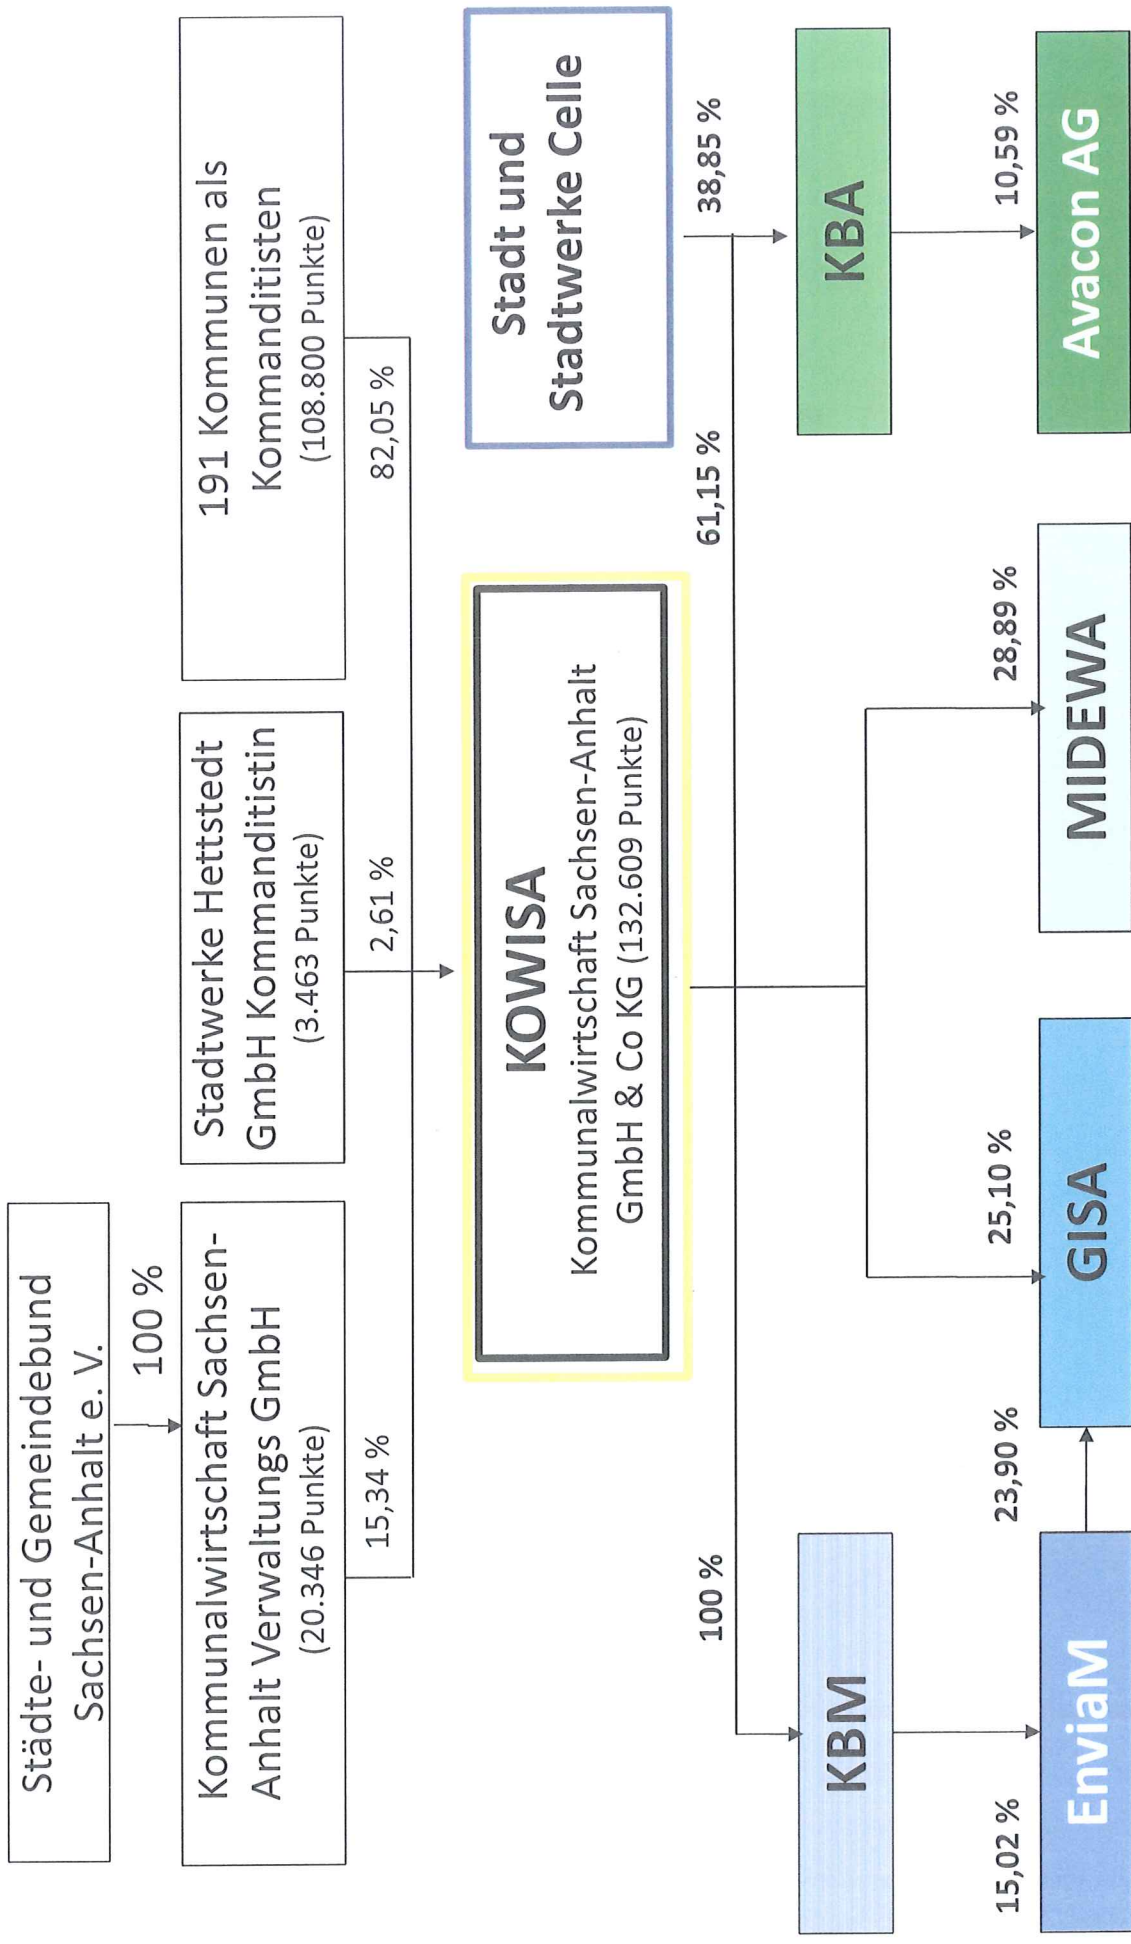 Städte- und Gemeindebund
Sachsen-Anhalt e. V.
100 %
Kommunalwirtschaft Sachsen-
Anhalt Verwaltungs GmbH
(20.346 Punkte)
Stadtwerke Hettstedt
GmbH Kommanditistin
(3.463 Punkte)
191 Kommunen als
Kommanditisten
(108.800 Punkte)
15,34 %
2,61 %
82,05 %
KOWISA
Kommunalwirtschaft Sachsen-Anhalt
GmbH & Co KG (132.609 Punkte)
Stadt und
Stadtwerke Celle
100 %
61,15 %
38,85 %
KBM
KBA
15,02 %
23,90 %
25,10 %
28,89 %
10,59 %
EnviaM
GISA
MIDEWA
Avacon AG